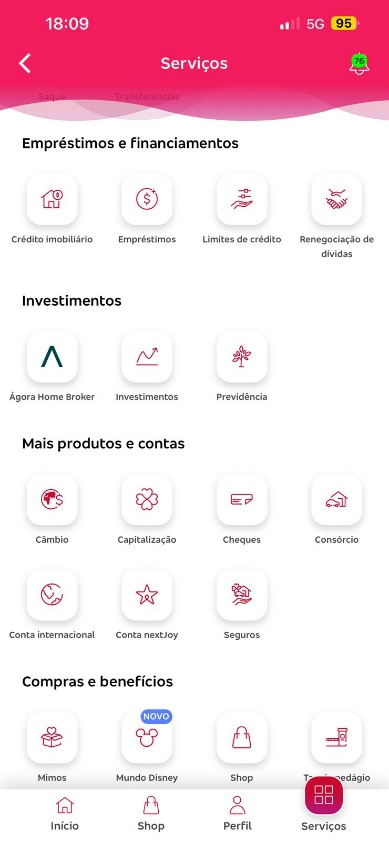 18:09
5G
95
Serviços
76
Saque
Transferências
Empréstimos e financiamentos
Crédito imobiliário
Empréstimos
Limites de crédito
Renegociação de
dívidas
Investimentos
Ágora Home Broker
Investimentos
Previdência
Mais produtos e contas
Câmbio
Capitalização
Cheques
Consórcio
Conta internacional
Conta nextJoy
Seguros
Compras e benefícios
NOVO
Mimos
Mundo Disney
Shop
Início
Shop
Perfil
Serviços